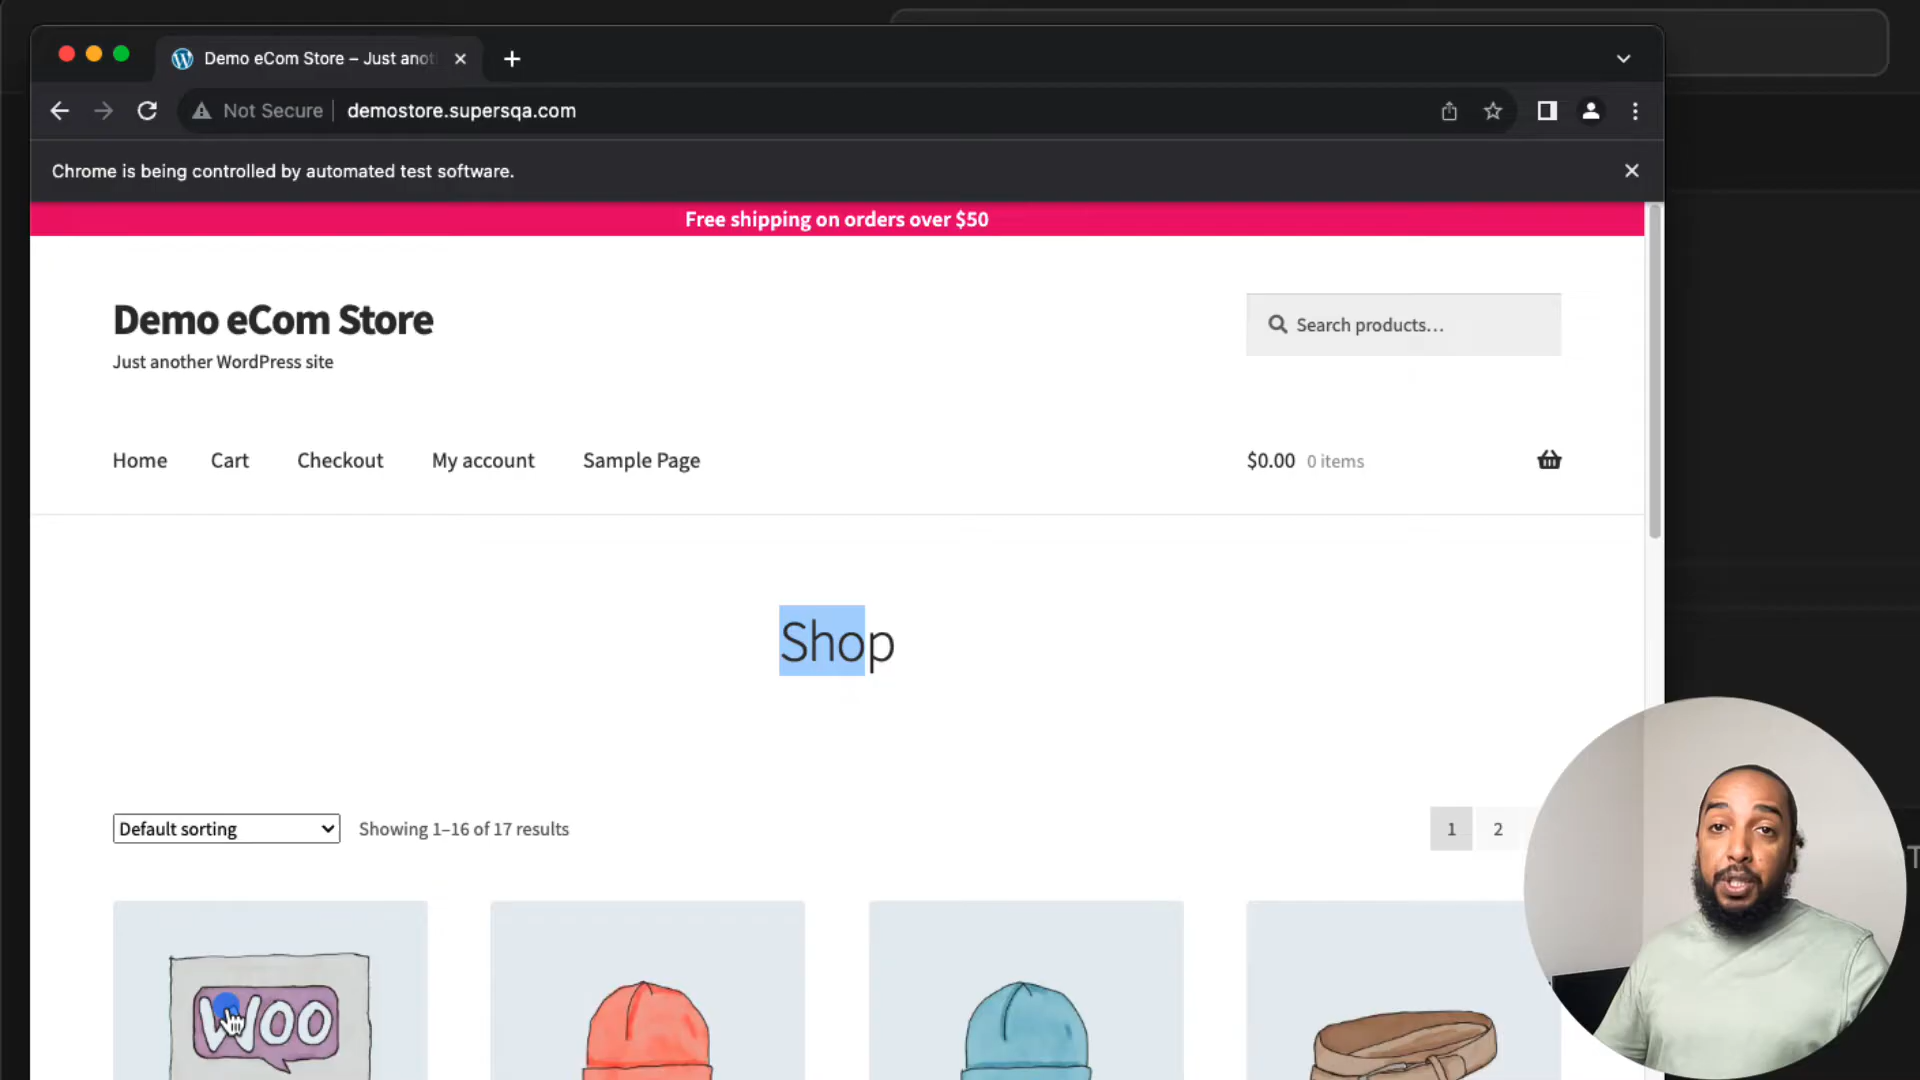 Demo eCom Store – Just anot
Not Secure
demostore.supersqa.com
Chrome is being controlled by automated test software.
Free shipping on orders over $50
Demo eCom Store
Just another WordPress site
Search products…
Home
Cart
Checkout
My account
Sample Page
$0.00 0 items
Shop
Default sorting
Showing 1–16 of 17 results
1
2
WOO